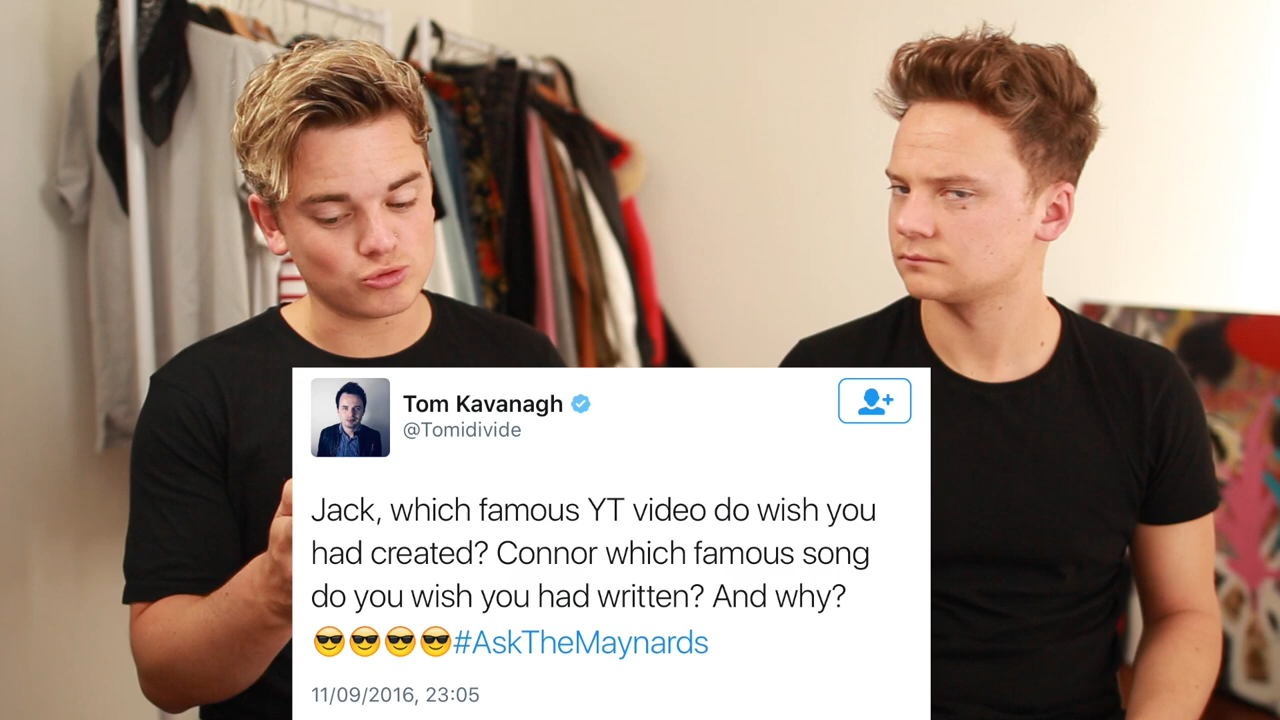 Tom Kavanagh
@Tomidivide
Jack, which famous YT video do wish you
had created? Connor which famous song
do you wish you had written? And why?
😎😎😎😎#AskTheMaynards
11/09/2016, 23:05